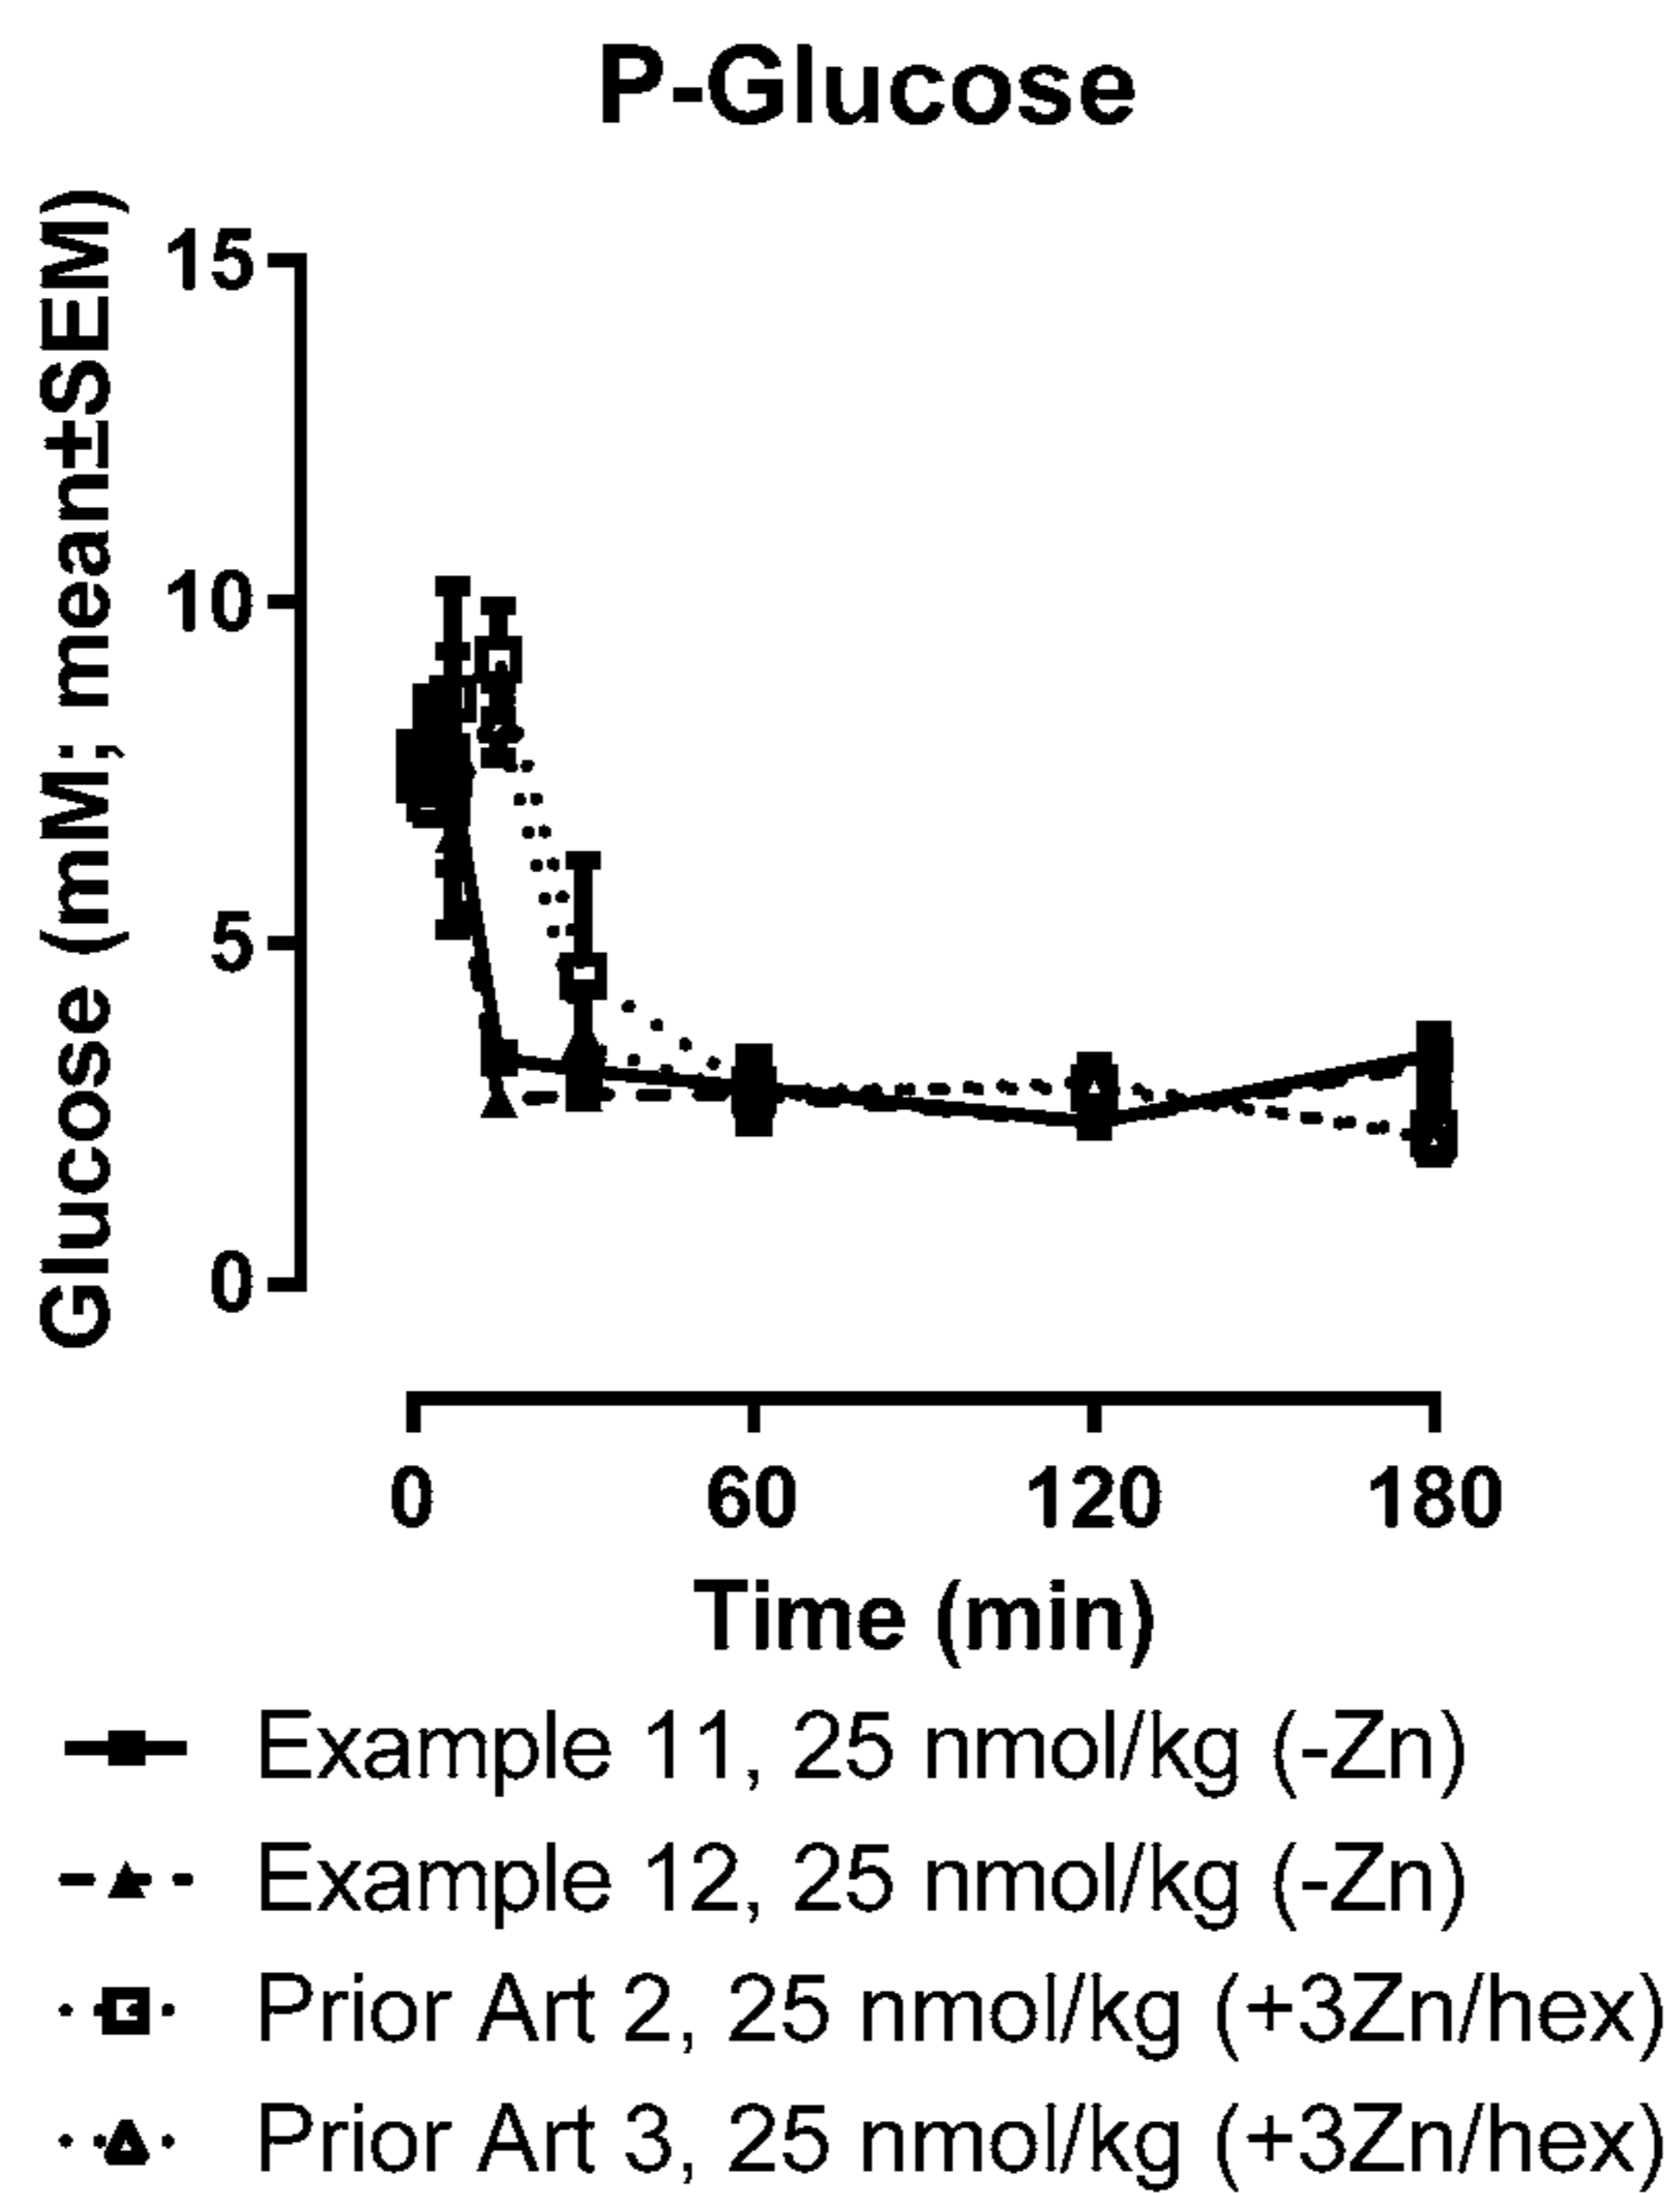 P-Glucose
Glucose (mM; mean±SEM)
15
10
5
0
0 60 120 180
Time (min)
Example 11, 25 nmol/kg (-Zn)
Example 12, 25 nmol/kg (-Zn)
Prior Art 2, 25 nmol/kg (+3Zn/hex)
Prior Art 3, 25 nmol/kg (+3Zn/hex)